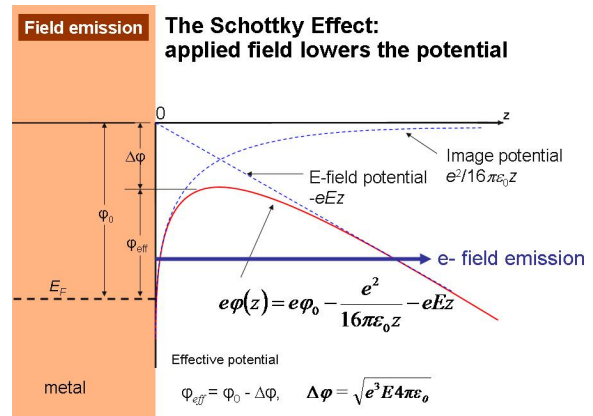 Field emission
The Schottky Effect:
applied field lowers the potential
0
z
Δφ
Image potential
e²/16πε₀z
E-field potential
-eEz
φ₀
φeff
e- field emission
E_F
eφ(z) = eφ₀ - e²/16πε₀z - eEz
Effective potential
metal
φeff = φ₀ - Δφ, Δφ = √e³E4πε₀